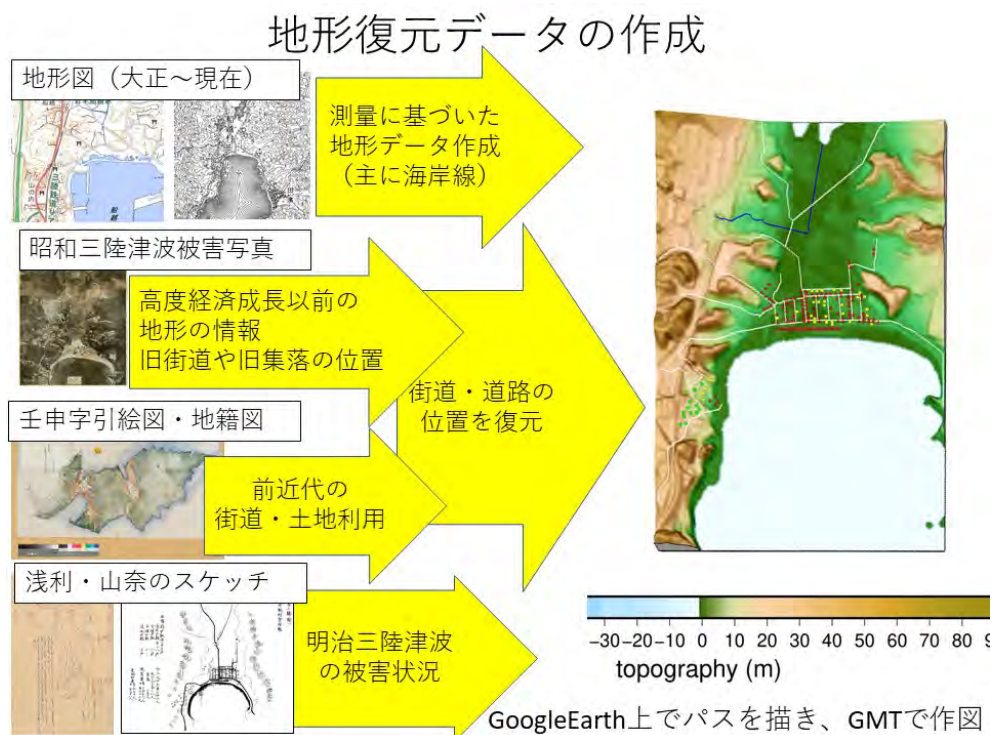 地形復元データの作成
地形図（大正～現在）
測量に基づいた
地形データ作成
（主に海岸線）
昭和三陸津波被害写真
高度経済成長以前の
地形の情報
旧街道や旧集落の位置
街道・道路の
位置を復元
壬申字引絵図・地籍図
前近代の
街道・土地利用
浅利・山奈のスケッチ
明治三陸津波
の被害状況
-30 -20 -10 0 10 20 30 40 50 60 70 80 9
topography (m)
GoogleEarth上でパスを描き、GMTで作図